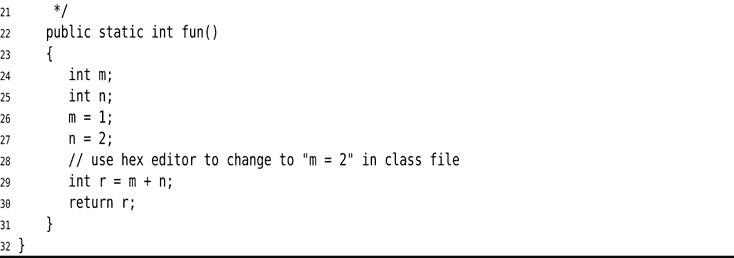 21 */
22 public static int fun()
23 {
24 int m;
25 int n;
26 m = 1;
27 n = 2;
28 // use hex editor to change to "m = 2" in class file
29 int r = m + n;
30 return r;
31 }
32 }